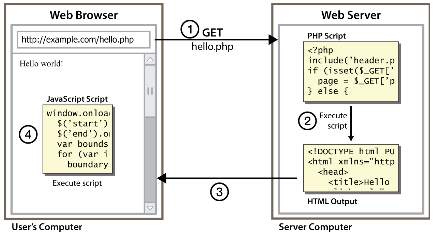 Web Browser
Web Server
http://example.com/hello.php
1 GET
hello.php
PHP Script
<?php
include('header.p
if (isset($_GET['
page = $_GET['p
} else {
Hello world!
JavaScript Script
window.onload
$('start')
$('end').on
var bounds
for (var i
boundary
4
Execute script
2 Execute
script
<!DOCTYPE html PU
<html xmlns="http
<head>
<title>Hello
HTML Output
3
User's Computer
Server Computer